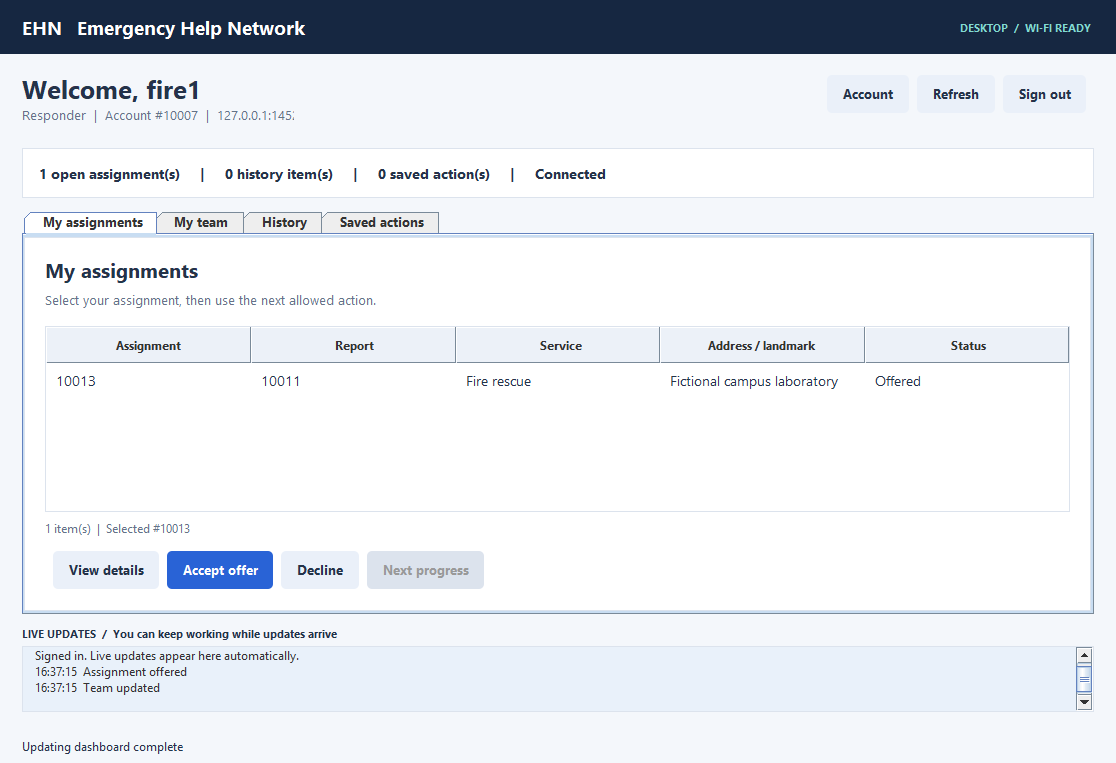 EHN Emergency Help Network
DESKTOP / WI-FI READY
Welcome, fire1
Responder | Account #10007 | 127.0.0.1:1452
Account Refresh Sign out
1 open assignment(s) | 0 history item(s) | 0 saved action(s) | Connected
My assignments My team History Saved actions
My assignments
Select your assignment, then use the next allowed action.
Assignment Report Service Address / landmark Status
10013 10011 Fire rescue Fictional campus laboratory Offered
1 item(s) | Selected #10013
View details Accept offer Decline Next progress
LIVE UPDATES / You can keep working while updates arrive
Signed in. Live updates appear here automatically.
16:37:15 Assignment offered
16:37:15 Team updated
Updating dashboard complete